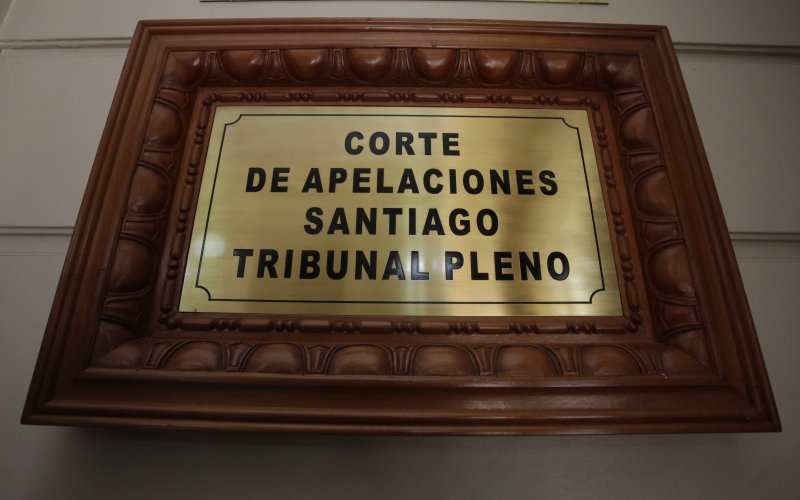 CORTE
DE APELACIONES
SANTIAGO
TRIBUNAL PLENO